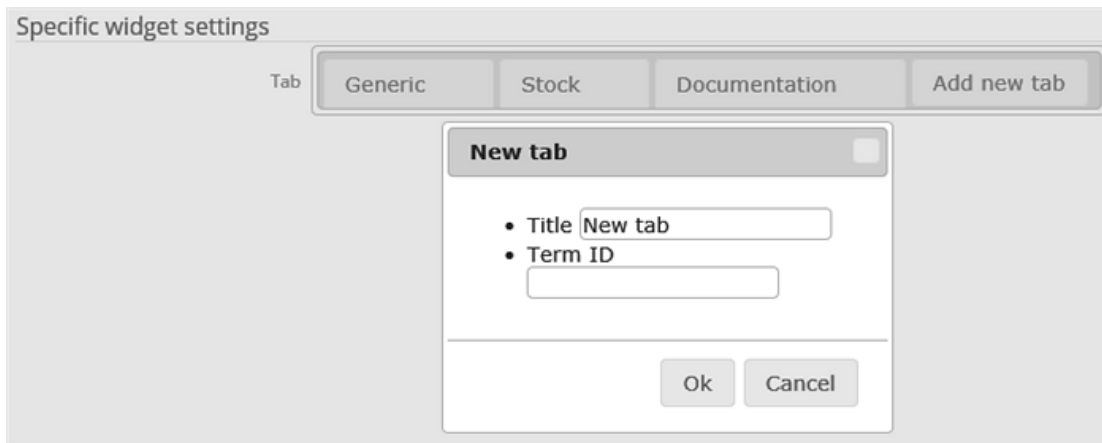 Specific widget settings
Tab Generic Stock Documentation Add new tab
New tab
• Title New tab
• Term ID
Ok Cancel